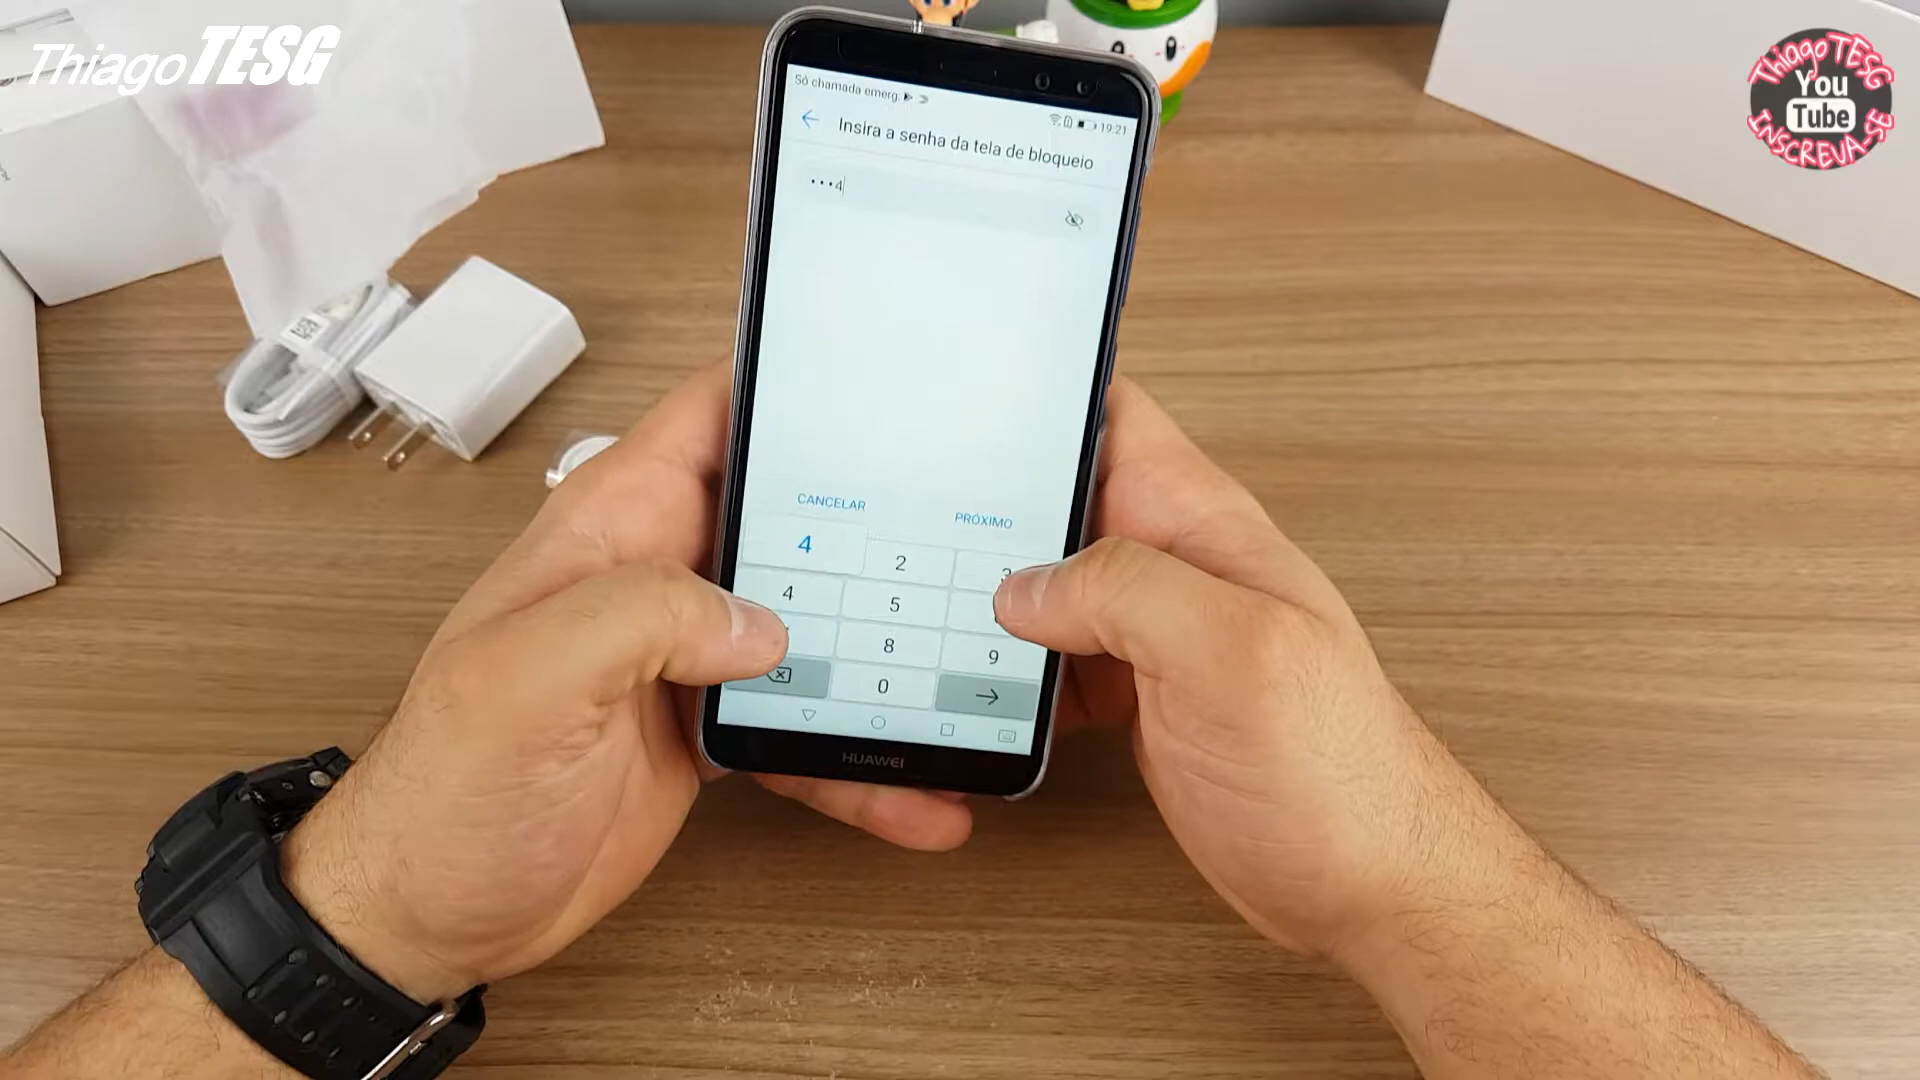 ThiagoTESG
ThiagoTESG
You
Tube
INSCREVA-SE
Só chamada emerg.
19:21
Insira a senha da tela de bloqueio
•••4
CANCELAR
PRÓXIMO
4
2
3
4
5
8
9
0
HUAWEI